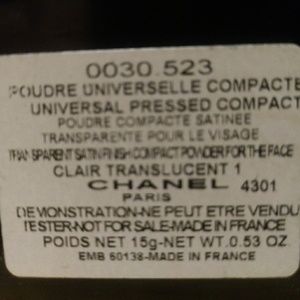 0030.523
POUDRE UNIVERSELLE COMPACTE
UNIVERSAL PRESSED COMPACT
POUDRE COMPACTE SATINEE
TRANSPARENTE POUR LE VISAGE
TRANSPARENT SATIN FINISH COMPACT POWDER FOR THE FACE
CLAIR TRANSLUCENT 1
CHANEL 4301
PARIS
DEMONSTRATION-NE PEUT ETRE VENDU
TESTER-NOT FOR SALE-MADE IN FRANCE
POIDS NET 15g-NET WT. 0.53 OZ.
EMB 60138-MADE IN FRANCE